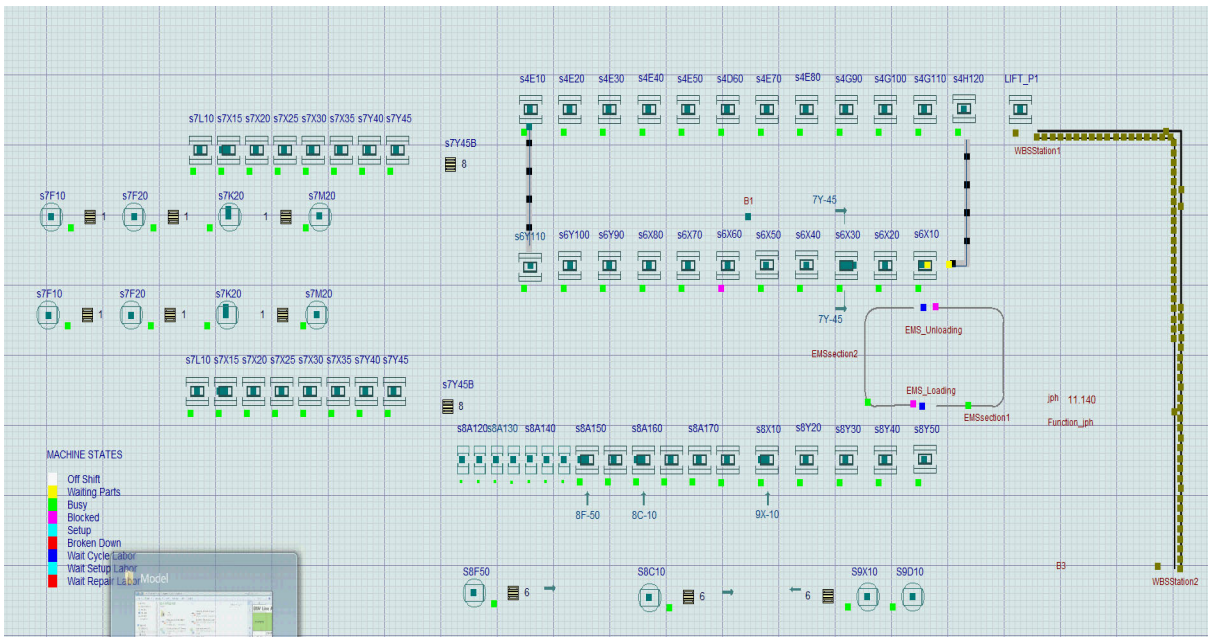 s4E10 s4E20 s4E30 s4E40 s4E50 s4D60 s4E70 s4E80 s4G90 s4G100 s4G110 s4H120 LIFT_P1
s7L10 s7X15 s7X20 s7X25 s7X30 s7X35 s7Y40 s7Y45
s7Y45B
8
WBSStation1
s7F10 s7F20 s7K20 s7M20
1 1 1
B1 7Y-45
s6Y110 s6Y100 s6Y90 s6X80 s6X70 s6X60 s6X50 s6X40 s6X30 s6X20 s6X10
s7F10 s7F20 s7K20 s7M20
1 1 1
7Y-45
EMS_Unloading
EMSsection2
s7L10 s7X15 s7X20 s7X25 s7X30 s7X35 s7Y40 s7Y45
s7Y45B
8
EMS_Loading
jph 11.140
EMSsection1
Function_jph
s8A120 s8A130 s8A140 s8A150 s8A160 s8A170 s8X10 s8Y20 s8Y30 s8Y40 s8Y50
8F-50 8C-10 9X-10
MACHINE STATES
Off Shift
Waiting Parts
Busy
Blocked
Setup
Broken Down
Wait Cycle Labor
Wait Setup Labor
Wait Repair Labor
Model
S8F50 S8C10 S9X10 S9D10
6 6 6
B3
WBSStation2